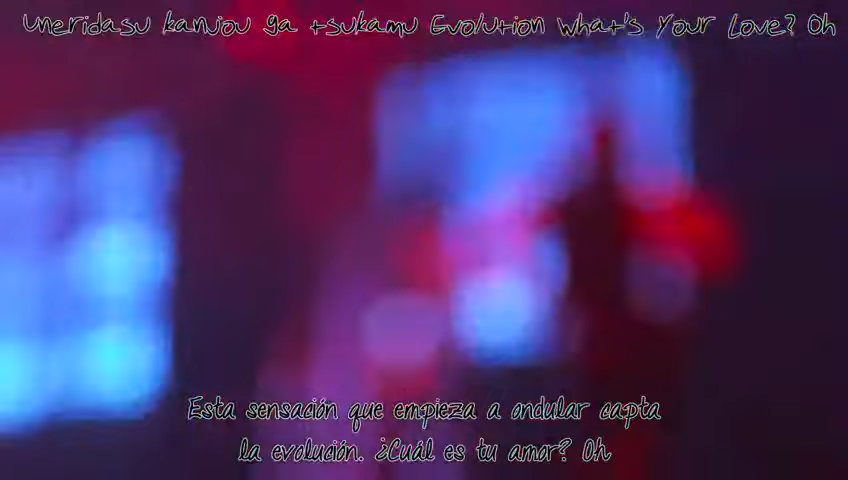 uneridasu kanjou ga tsukamu Evolution what's your Love? Oh
Esta sensación que empieza a ondular capta
la evolución. ¿Cuál es tu amor? Oh